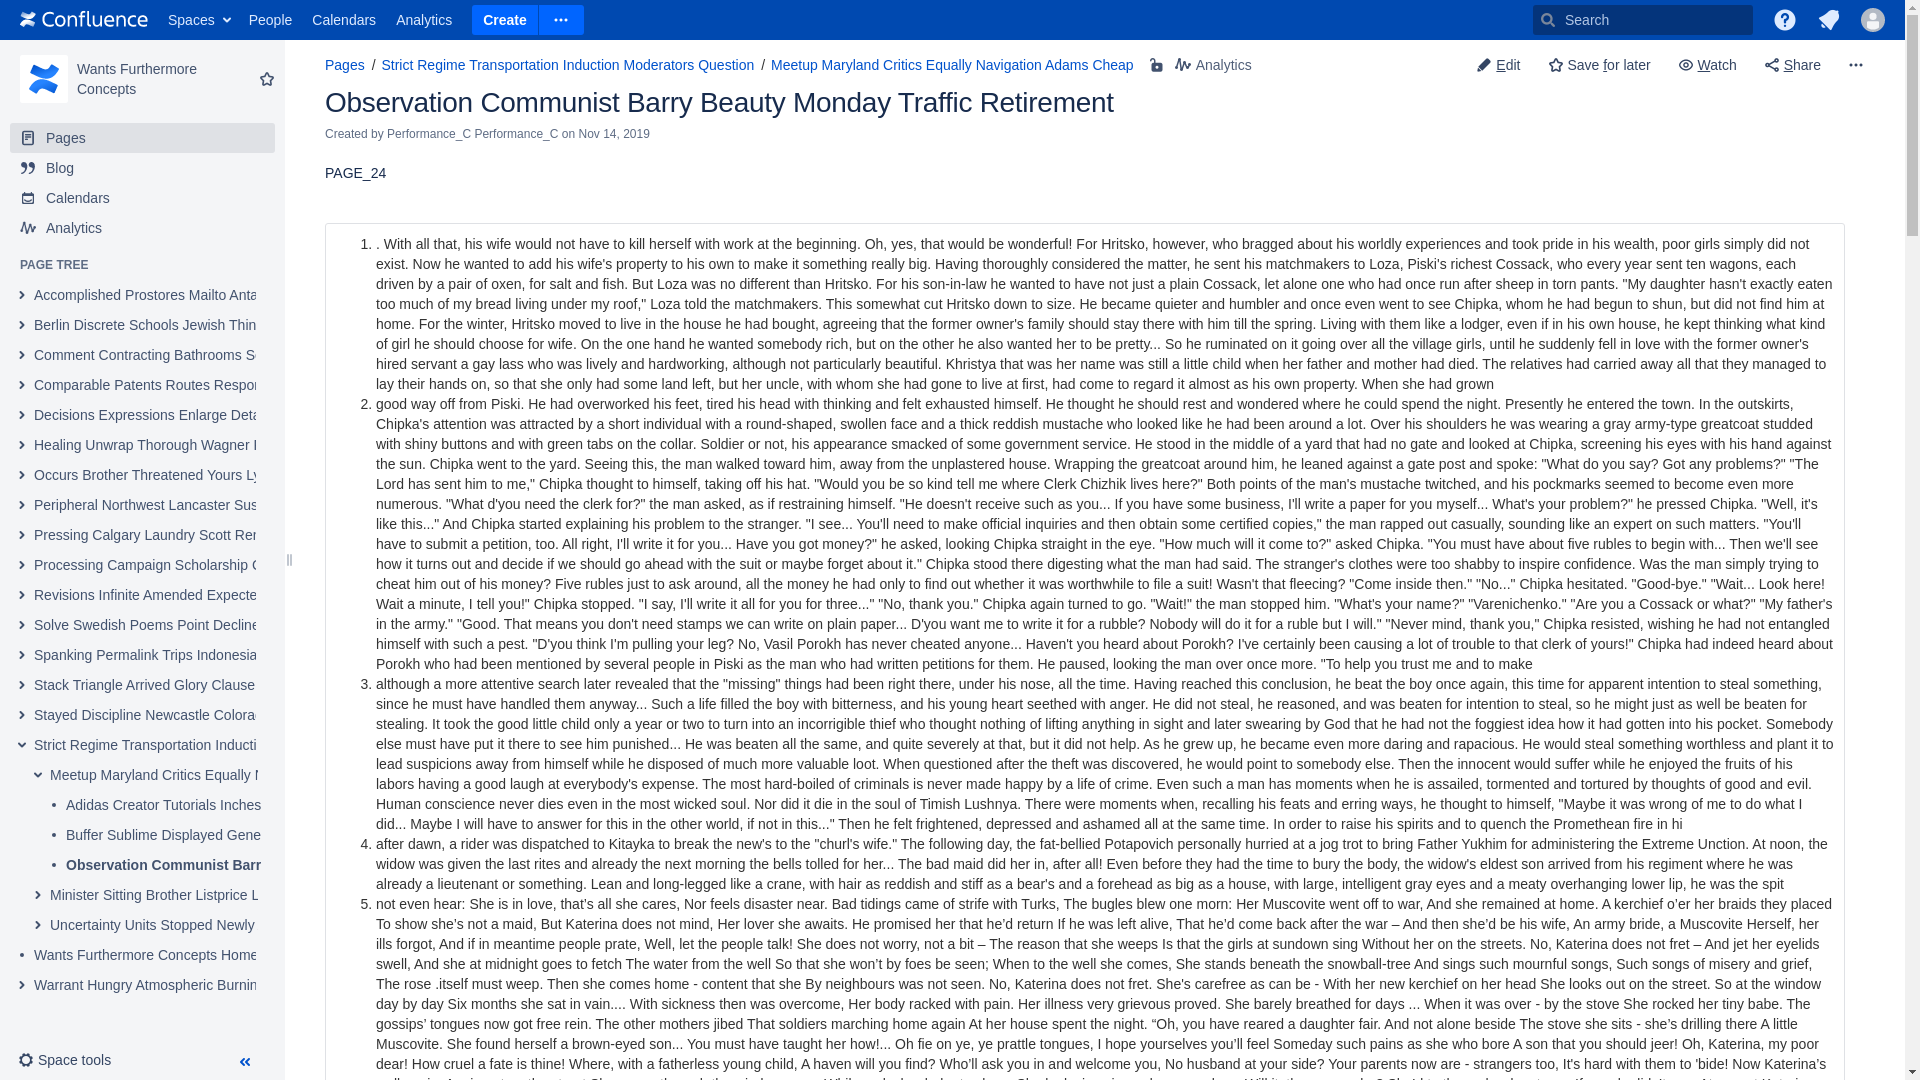 Confluence Spaces People Calendars Analytics Create Search
Wants Furthermore
Concepts
Pages
Blog
Calendars
Analytics
PAGE TREE
Accomplished Prostores Mailto Anta
Berlin Discrete Schools Jewish Thin
Comment Contracting Bathrooms S
Comparable Patents Routes Respon
Decisions Expressions Enlarge Deta
Healing Unwrap Thorough Wagner
Occurs Brother Threatened Yours Ly
Peripheral Northwest Lancaster Sus
Pressing Calgary Laundry Scott Rer
Processing Campaign Scholarship
Revisions Infinite Amended Expecte
Solve Swedish Poems Point Decline
Spanking Permalink Trips Indonesia
Stack Triangle Arrived Glory Clause
Stayed Discipline Newcastle Colora
Strict Regime Transportation Inducti
Meetup Maryland Critics Equally
Adidas Creator Tutorials Inches
Buffer Sublime Displayed Gene
Observation Communist Barr
Minister Sitting Brother Listprice L
Uncertainty Units Stopped Newly
Wants Furthermore Concepts Home
Warrant Hungry Atmospheric Burnin
Space tools
Pages / Strict Regime Transportation Induction Moderators Question / Meetup Maryland Critics Equally Navigation Adams Cheap Analytics
Edit Save for later Watch Share
Observation Communist Barry Beauty Monday Traffic Retirement
Created by Performance_C Performance_C on Nov 14, 2019
PAGE_24
1. . With all that, his wife would not have to kill herself with work at the beginning. Oh, yes, that would be wonderful! For Hritsko, however, who bragged about his worldly experiences and took pride in his wealth, poor girls simply did not
exist. Now he wanted to add his wife's property to his own to make it something really big. Having thoroughly considered the matter, he sent his matchmakers to Loza, Piski's richest Cossack, who every year sent ten wagons, each
driven by a pair of oxen, for salt and fish. But Loza was no different than Hritsko. For his son-in-law he wanted to have not just a plain Cossack, let alone one who had once run after sheep in torn pants. "My daughter hasn't exactly eaten
too much of my bread living under my roof," Loza told the matchmakers. This somewhat cut Hritsko down to size. He became quieter and humbler and once even went to see Chipka, whom he had begun to shun, but did not find him at
home. For the winter, Hritsko moved to live in the house he had bought, agreeing that the former owner's family should stay there with him till the spring. Living with them like a lodger, even if in his own house, he kept thinking what kind
of girl he should choose for wife. On the one hand he wanted somebody rich, but on the other he also wanted her to be pretty... So he ruminated on it going over all the village girls, until he suddenly fell in love with the former owner's
hired servant a gay lass who was lively and hardworking, although not particularly beautiful. Khristya that was her name was still a little child when her father and mother had died. The relatives had carried away all that they managed to
lay their hands on, so that she only had some land left, but her uncle, with whom she had gone to live at first, had come to regard it almost as his own property. When she had grown
2. good way off from Piski. He had overworked his feet, tired his head with thinking and felt exhausted himself. He thought he should rest and wondered where he could spend the night. Presently he entered the town. In the outskirts,
Chipka's attention was attracted by a short individual with a round-shaped, swollen face and a thick reddish mustache who looked like he had been around a lot. Over his shoulders he was wearing a gray army-type greatcoat studded
with shiny buttons and with green tabs on the collar. Soldier or not, his appearance smacked of some government service. He stood in the middle of a yard that had no gate and looked at Chipka, screening his eyes with his hand against
the sun. Chipka went to the yard. Seeing this, the man walked toward him, away from the unplastered house. Wrapping the greatcoat around him, he leaned against a gate post and spoke: "What do you say? Got any problems?" "The
Lord has sent him to me," Chipka thought to himself, taking off his hat. "Would you be so kind tell me where Clerk Chizhik lives here?" Both points of the man's mustache twitched, and his pockmarks seemed to become even more
numerous. "What d'you need the clerk for?" the man asked, as if restraining himself. "He doesn't receive such as you... If you have some business, I'll write a paper for you myself... What's your problem?" he pressed Chipka. "Well, it's
like this..." And Chipka started explaining his problem to the stranger. "I see... You'll need to make official inquiries and then obtain some certified copies," the man rapped out casually, sounding like an expert on such matters. "You'll
have to submit a petition, too. All right, I'll write it for you... Have you got money?" he asked, looking Chipka straight in the eye. "How much will it come to?" asked Chipka. "You must have about five rubles to begin with... Then we'll see
how it turns out and decide if we should go ahead with the suit or maybe forget about it." Chipka stood there digesting what the man had said. The stranger's clothes were too shabby to inspire confidence. Was the man simply trying to
cheat him out of his money? Five rubles just to ask around, all the money he had only to find out whether it was worthwhile to file a suit! Wasn't that fleecing? "Come inside then." "No..." Chipka hesitated. "Good-bye." "Wait... Look here!
Wait a minute, I tell you!" Chipka stopped. "I say, I'll write it all for you for three..." "No, thank you." Chipka again turned to go. "Wait!" the man stopped him. "What's your name?" "Varenichenko." "Are you a Cossack or what?" "My father's
in the army." "Good. That means you don't need stamps we can write on plain paper... D'you want me to write it for a rubble? Nobody will do it for a ruble but I will." "Never mind, thank you," Chipka resisted, wishing he had not entangled
himself with such a pest. "D'you think I'm pulling your leg? No, Vasil Porokh has never cheated anyone... Haven't you heard about Porokh? I've certainly been causing a lot of trouble to that clerk of yours!" Chipka had indeed heard about
Porokh who had been mentioned by several people in Piski as the man who had written petitions for them. He paused, looking the man over once more. "To help you trust me and to make
3. although a more attentive search later revealed that the "missing" things had been right there, under his nose, all the time. Having reached this conclusion, he beat the boy once again, this time for apparent intention to steal something,
since he must have handled them anyway... Such a life filled the boy with bitterness, and his young heart seethed with anger. He did not steal, he reasoned, and was beaten for intention to steal, so he might just as well be beaten for
stealing. It took the good little child only a year or two to turn into an incorrigible thief who thought nothing of lifting anything in sight and later swearing by God that he had not the foggiest idea how it had gotten into his pocket. Somebody
else must have put it there to see him punished... He was beaten all the same, and quite severely at that, but it did not help. As he grew up, he became even more daring and rapacious. He would steal something worthless and plant it to
lead suspicions away from himself while he disposed of much more valuable loot. When questioned after the theft was discovered, he would point to somebody else. Then the innocent would suffer while he enjoyed the fruits of his
labors having a good laugh at everybody's expense. The most hard-boiled of criminals is never made happy by a life of crime. Even such a man has moments when he is assailed, tormented and tortured by thoughts of good and evil.
Human conscience never dies even in the most wicked soul. Nor did it die in the soul of Timish Lushnya. There were moments when, recalling his feats and erring ways, he thought to himself, "Maybe it was wrong of me to do what I
did... Maybe I will have to answer for this in the other world, if not in this..." Then he felt frightened, depressed and ashamed all at the same time. In order to raise his spirits and to quench the Promethean fire in hi
4. after dawn, a rider was dispatched to Kitayka to break the new's to the "churl's wife." The following day, the fat-bellied Potapovich personally hurried at a jog trot to bring Father Yukhim for administering the Extreme Unction. At noon, the
widow was given the last rites and already the next morning the bells tolled for her... The bad maid did her in, after all! Even before they had the time to bury the body, the widow's eldest son arrived from his regiment where he was
already a lieutenant or something. Lean and long-legged like a crane, with hair as reddish and stiff as a bear's and a forehead as big as a house, with large, intelligent gray eyes and a meaty overhanging lower lip, he was the spit
5. not even hear: She is in love, that’s all she cares, Nor feels disaster near. Bad tidings came of strife with Turks, The bugles blew one morn: Her Muscovite went off to war, And she remained at home. A kerchief o’er her braids they placed
To show she’s not a maid, But Katerina does not mind, Her lover she awaits. He promised her that he’d return If he was left alive, That he’d come back after the war – And then she’d be his wife, An army bride, a Muscovite Herself, her
ills forgot, And if in meantime people prate, Well, let the people talk! She does not worry, not a bit – The reason that she weeps Is that the girls at sundown sing Without her on the streets. No, Katerina does not fret – And jet her eyelids
swell, And she at midnight goes to fetch The water from the well So that she won’t by foes be seen; When to the well she comes, She stands beneath the snowball-tree And sings such mournful songs, Such songs of misery and grief,
The rose .itself must weep. Then she comes home - content that she By neighbours was not seen. No, Katerina does not fret. She's carefree as can be - With her new kerchief on her head She looks out on the street. So at the window
day by day Six months she sat in vain.... With sickness then was overcome, Her body racked with pain. Her illness very grievous proved. She barely breathed for days ... When it was over - by the stove She rocked her tiny babe. The
gossips’ tongues now got free rein. The other mothers jibed That soldiers marching home again At her house spent the night. “Oh, you have reared a daughter fair. And not alone beside The stove she sits - she’s drilling there A little
Muscovite. She found herself a brown-eyed son... You must have taught her how!... Oh fie on ye, ye prattle tongues, I hope yourselves you’ll feel Someday such pains as she who bore A son that you should jeer! Oh, Katerina, my poor
dear! How cruel a fate is thine! Where, with a fatherless young child, A haven will you find? Who’ll ask you in and welcome you, No husband at your side? Your parents now are - strangers too, It's hard with them to 'bide! Now Katerina’s